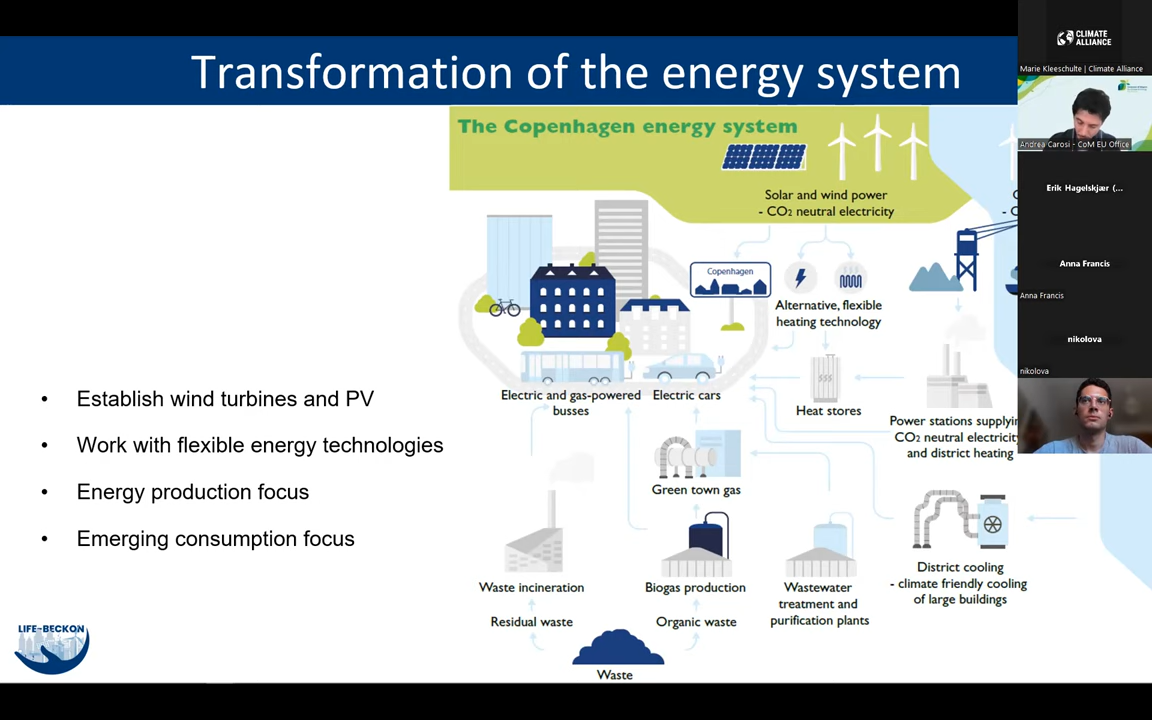 Transformation of the energy system
The Copenhagen energy system
Solar and wind power
- CO2 neutral electricity
Copenhagen
Alternative, flexible
heating technology
Electric and gas-powered
busses
Electric cars
Heat stores
Power stations supplyin
CO2 neutral electricity
and district heating
Green town gas
District cooling
- climate friendly cooling
of large buildings
Waste incineration
Biogas production
Wastewater
treatment and
purification plants
Residual waste
Organic waste
Waste
• Establish wind turbines and PV
• Work with flexible energy technologies
• Energy production focus
• Emerging consumption focus
LIFE-BECKON
CLIMATE
ALLIANCE
Marie Kleeschulte | Climate Alliance
Andrea Carosi - CoM EU Office
Erik Hagelskjær (...
Anna Francis
Anna Francis
nikolova
nikolova